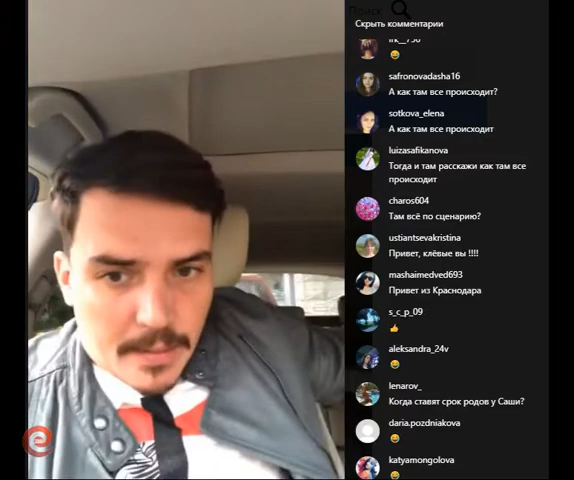 Поиск
Скрыть комментарии
safronovadasha16
А как там все происходит?
sotkova_elena
А как там все происходит
luizasafikanova
Тогда и там расскажи как там все
происходит
charos604
Там всё по сценарию?
ustiantsevakristina
Привет, клёвые вы !!!!
mashaimedved693
Привет из Краснодара
s_c_p_09
aleksandra_24v
lenarov_
Когда ставят срок родов у Саши?
daria.pozdniakova
katyamongolova